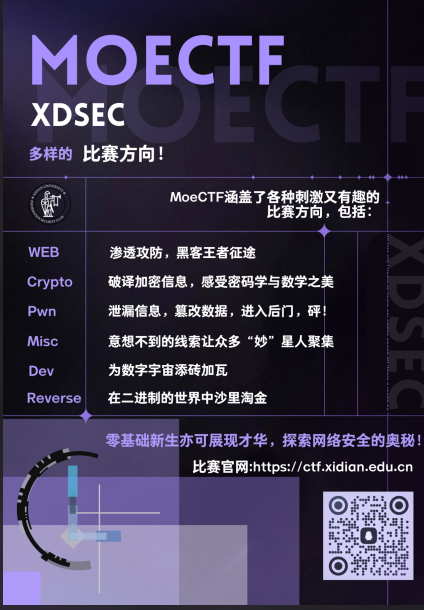 MOECTF
MOECTF
XDSEC
多样的 比赛方向！
MoeCTF涵盖了各种刺激又有趣的
比赛方向，包括：
XDSEC
WEB 渗透攻防，黑客王者征途
Crypto 破译加密信息，感受密码学与数学之美
Pwn 泄漏信息，篡改数据，进入后门，砰！
Misc 意想不到的线索让众多“妙”星人聚集
Dev 为数字宇宙添砖加瓦
Reverse 在二进制的世界中沙里淘金
零基础新生亦可展现才华，探索网络安全的奥秘！
比赛官网:https://ctf.xidian.edu.cn